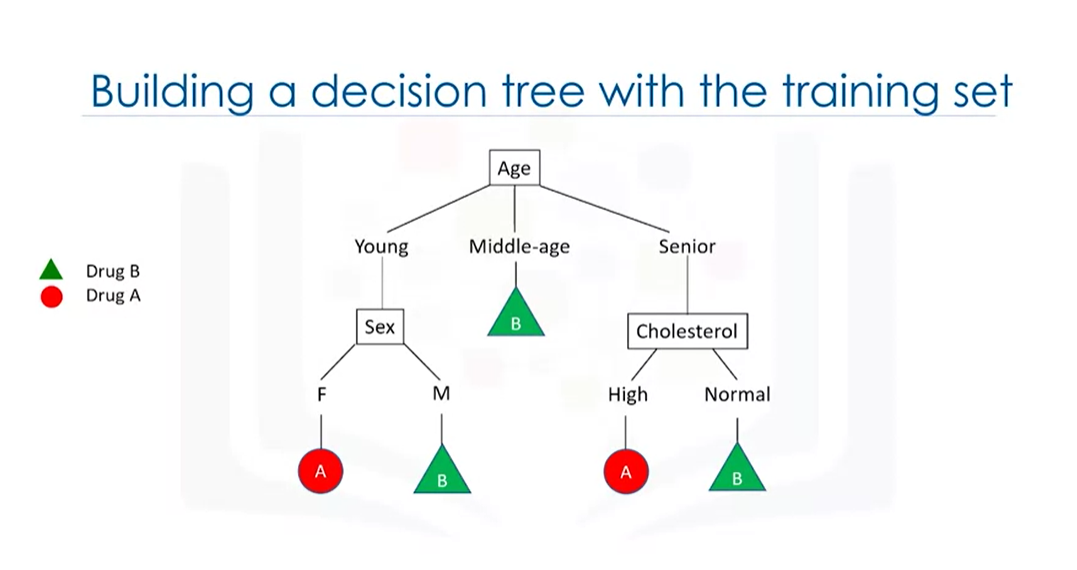 Building a decision tree with the training set
Age
Young Middle-age Senior
Drug B
Drug A
B
Sex
Cholesterol
F M High Normal
A B A B